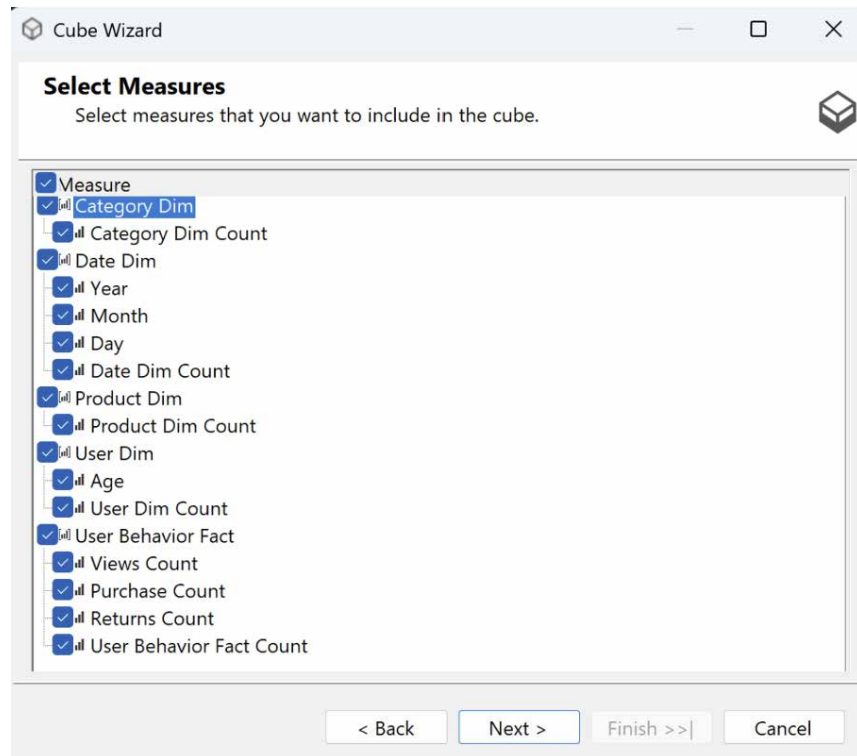 Cube Wizard
Select Measures
Select measures that you want to include in the cube.
Measure
Category Dim
Category Dim Count
Date Dim
Year
Month
Day
Date Dim Count
Product Dim
Product Dim Count
User Dim
Age
User Dim Count
User Behavior Fact
Views Count
Purchase Count
Returns Count
User Behavior Fact Count
< Back Next > Finish >>| Cancel